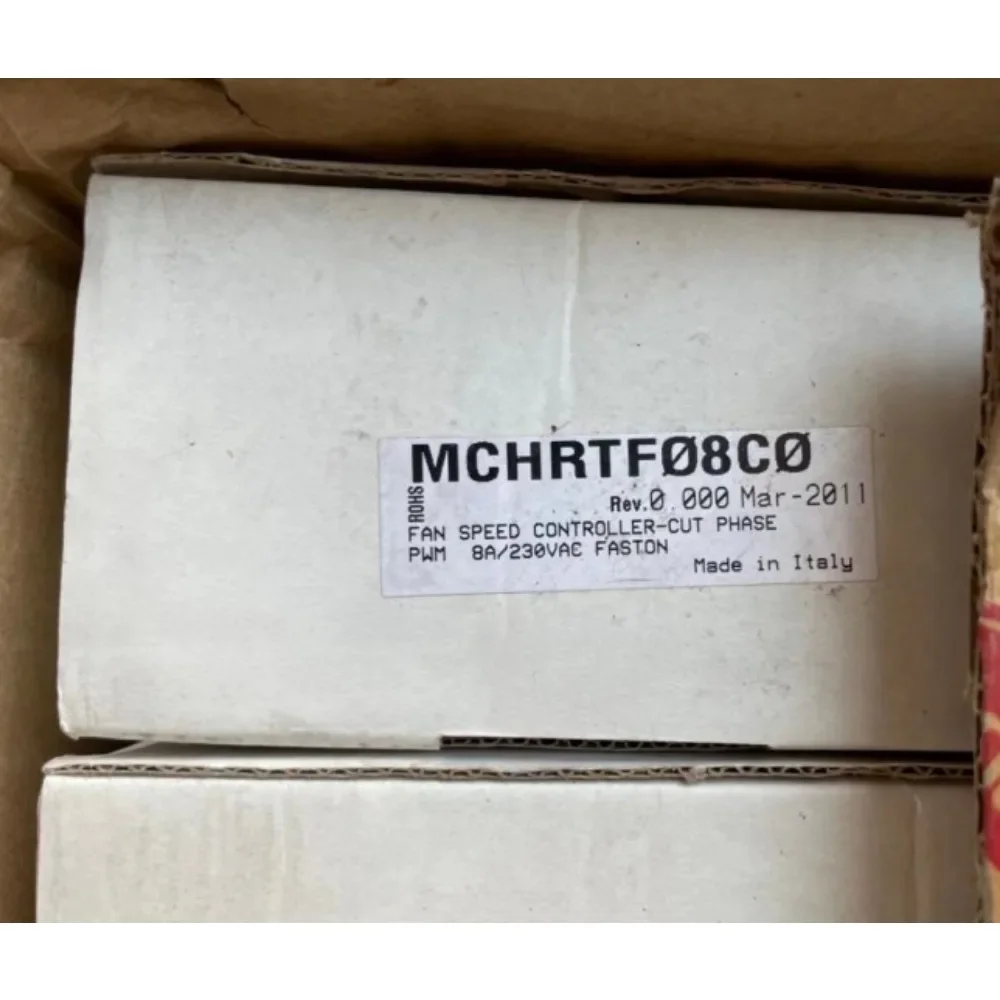 MCHRTFØ8CØ
ROHS
Rev.0.000 Mar-2011
FAN SPEED CONTROLLER-CUT PHASE
PWM 8A/230VAC FASTON
Made in Italy